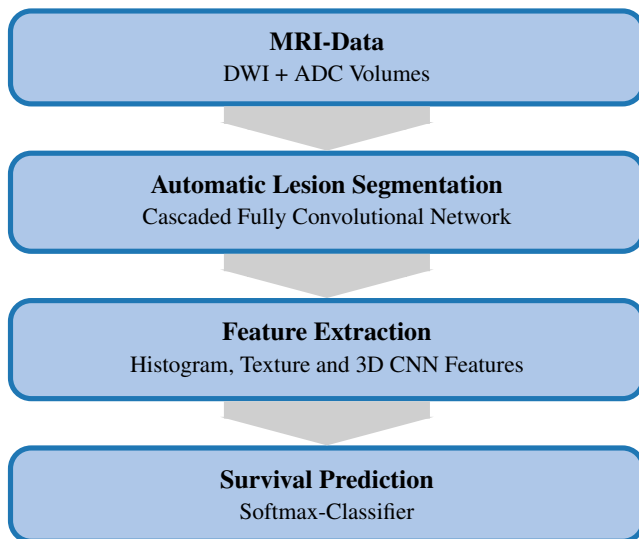 MRI-Data
DWI + ADC Volumes
Automatic Lesion Segmentation
Cascaded Fully Convolutional Network
Feature Extraction
Histogram, Texture and 3D CNN Features
Survival Prediction
Softmax-Classifier